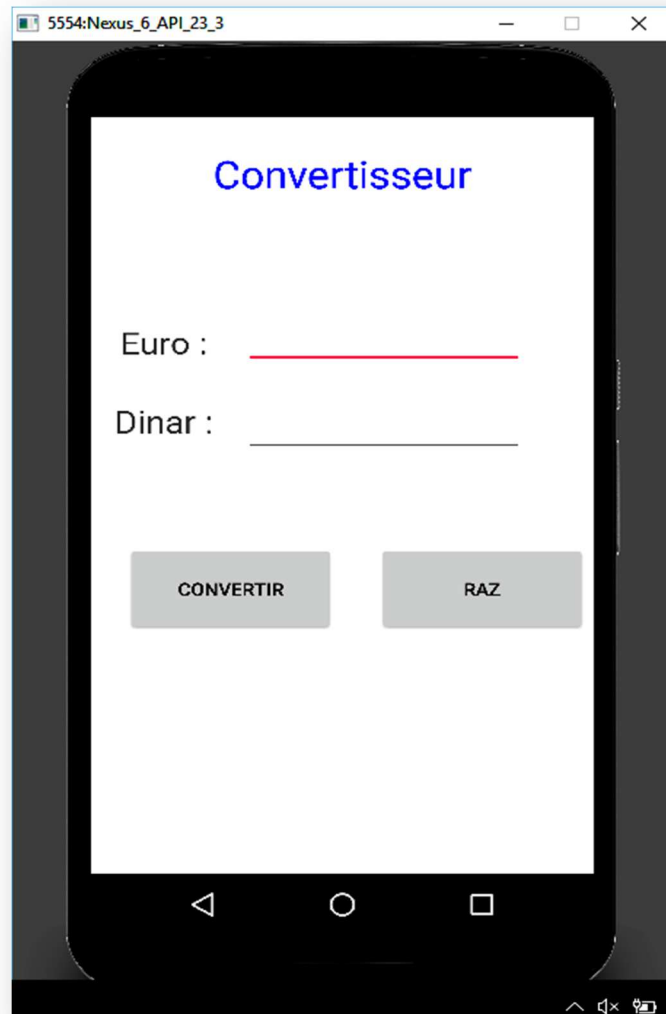 5554:Nexus_6_API_23_3
Convertisseur
Euro :
Dinar :
CONVERTIR RAZ